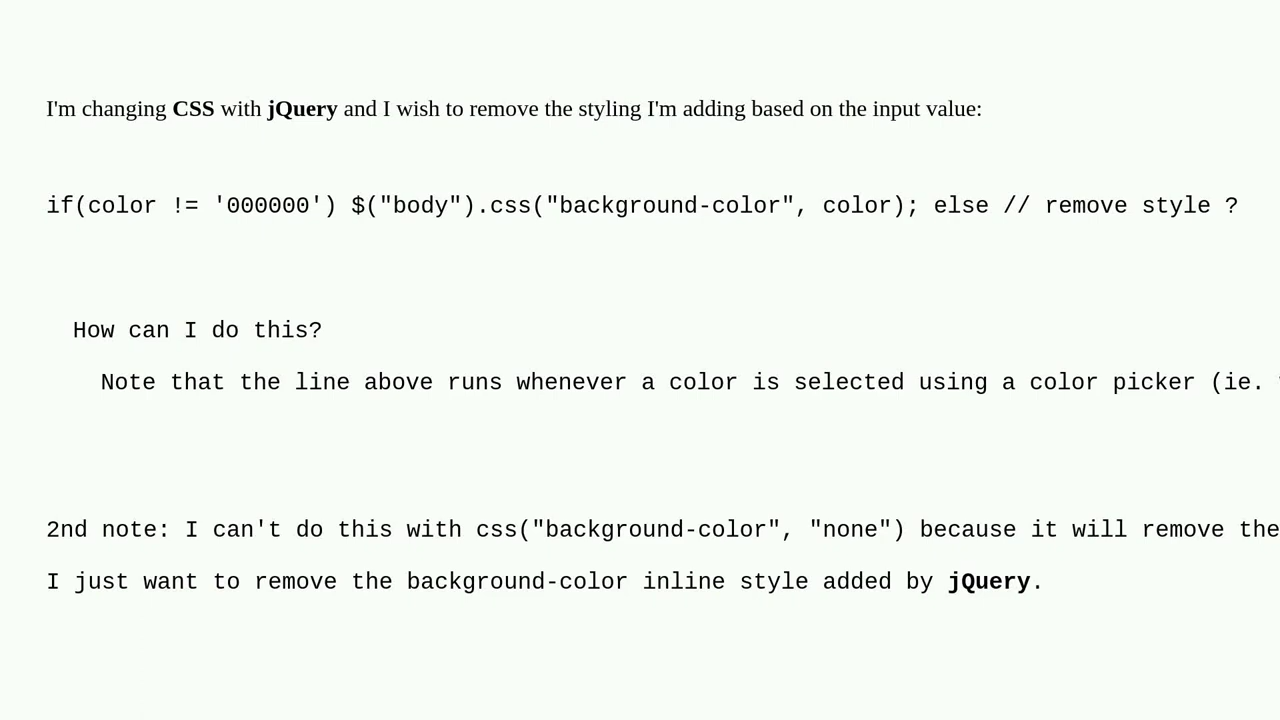 I'm changing CSS with jQuery and I wish to remove the styling I'm adding based on the input value:
if(color != '000000') $("body").css("background-color", color); else // remove style ?
How can I do this?
Note that the line above runs whenever a color is selected using a color picker (ie.
2nd note: I can't do this with css("background-color", "none") because it will remove the
I just want to remove the background-color inline style added by jQuery.